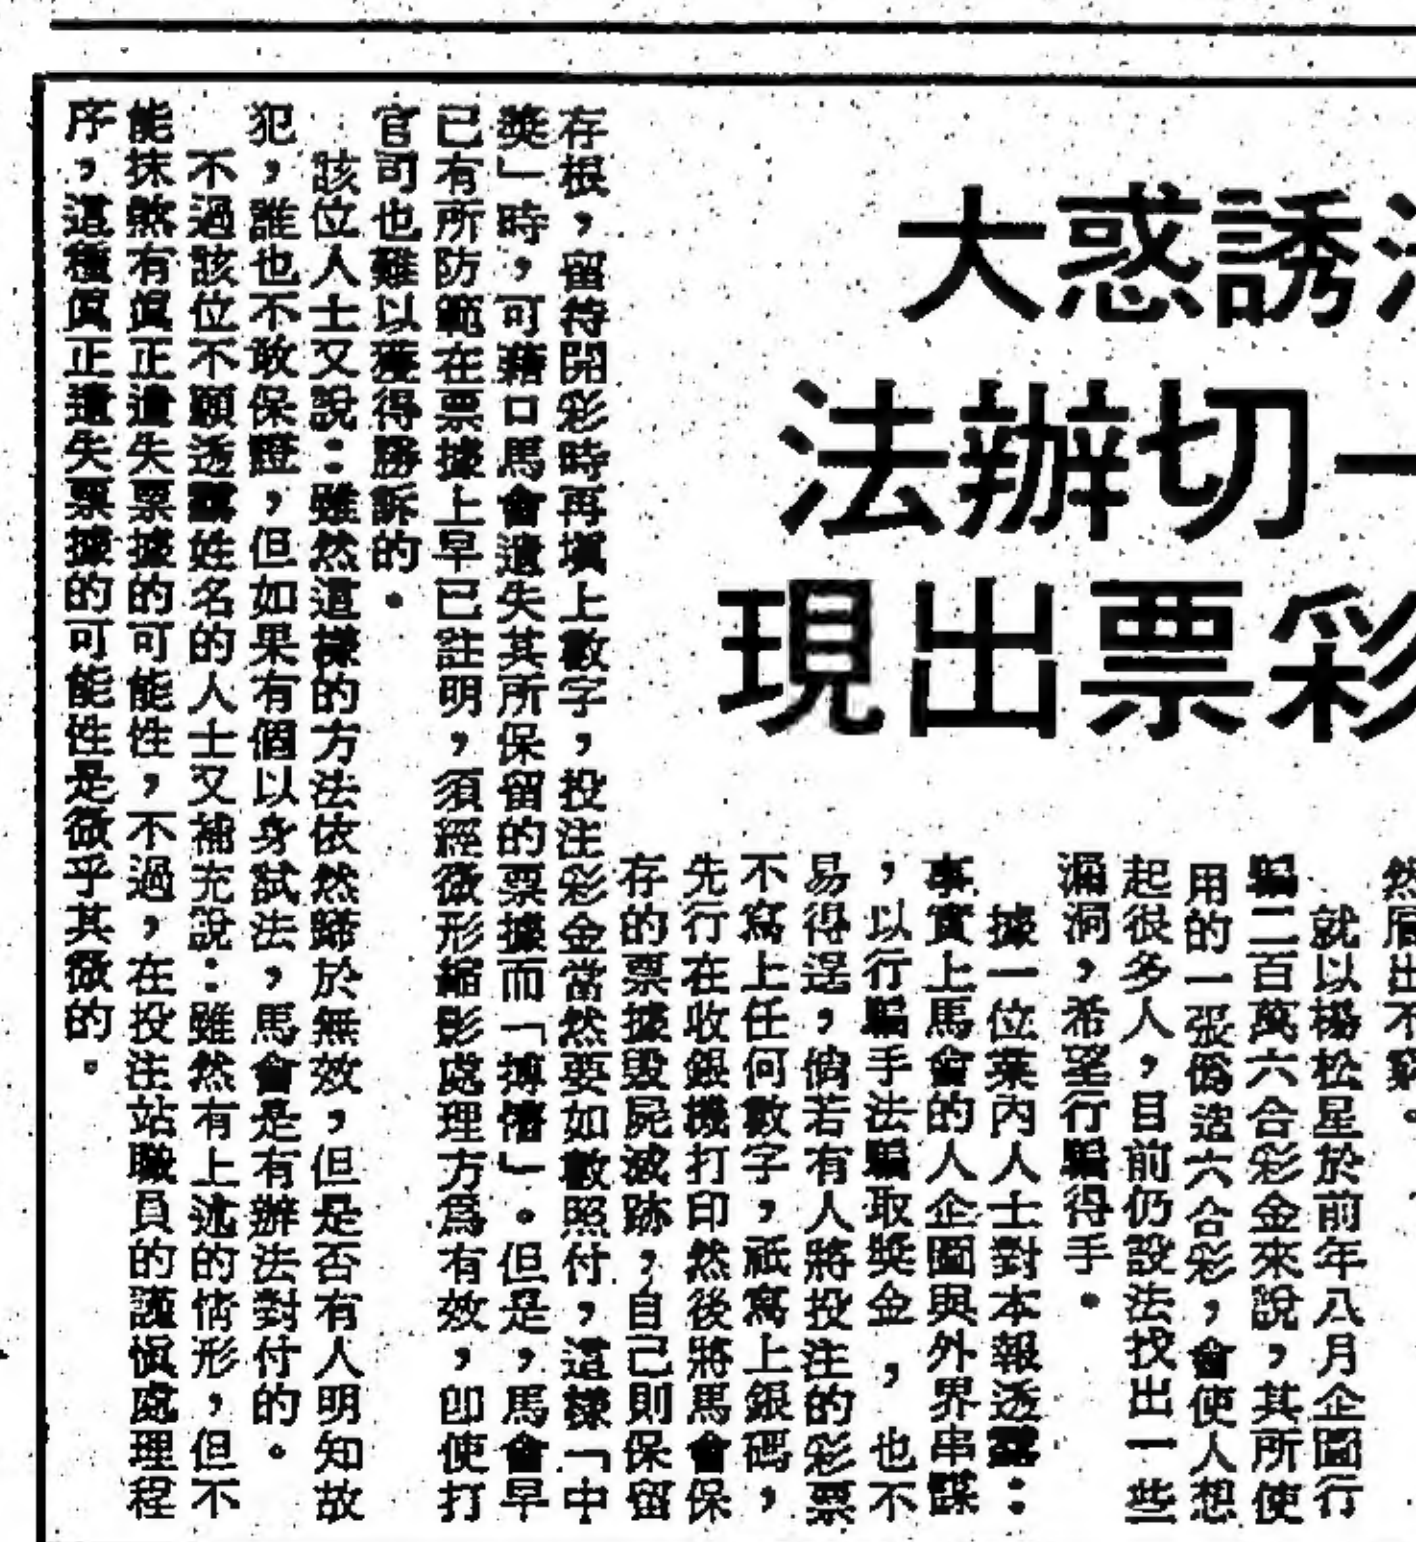 大惑誘
法辦切一
現出票彩
然層出不窮。
就以楊松星於前年八月企圖行
騙二百萬六合彩金來說，其所使
用的一張僞造六合彩，會使人想
起很多人，目前仍設法找出一些
漏洞，希望行騙得手。
據一位業內人士對本報透露：
事實上馬會的人企圖與外界串謀
，以行騙手法騙取獎金，也不
易得逞，倘若有人將投注的彩票
不寫上任何數字，祇寫上銀碼，
先行在收銀機打印然後將馬會保
存的票據毀屍滅跡，自己則保留
存根，留待開彩時再塡上數字，投注彩金當然要如數照付，這樣「中
獎」時，可藉口馬會遺失其所保留的票據而「搏懵」。但是，馬會早
已有所防範在票據上早已註明，須經微形縮影處理方爲有效，卽使打
官司也難以獲得勝訴的。
該位人士又說：雖然這樣的方法依然歸於無效，但是否有人明知故
犯，誰也不敢保證，但如果有個以身試法，馬會是有辦法對付的。
不過該位不願透露姓名的人士又補充說：雖然有上述的情形，但不
能抹煞有眞正遺失票據的可能性，不過，在投注站職員的謹愼處理程
序，這種眞正遺失票據的可能性是微乎其微的。